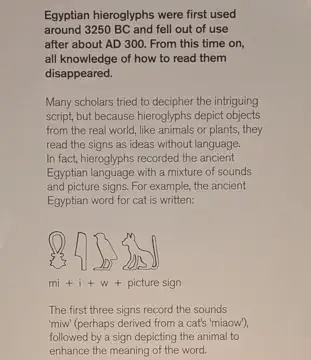 Egyptian hieroglyphs were first used
around 3250 BC and fell out of use
after about AD 300. From this time on,
all knowledge of how to read them
disappeared.
Many scholars tried to decipher the intriguing
script, but because hieroglyphs depict objects
from the real world, like animals or plants, they
read the signs as ideas without language.
In fact, hieroglyphs recorded the ancient
Egyptian language with a mixture of sounds
and picture signs. For example, the ancient
Egyptian word for cat is written:
mi + i + w + picture sign
The first three signs record the sounds
'miw' (perhaps derived from a cat's 'miaow'),
followed by a sign depicting the animal to
enhance the meaning of the word.